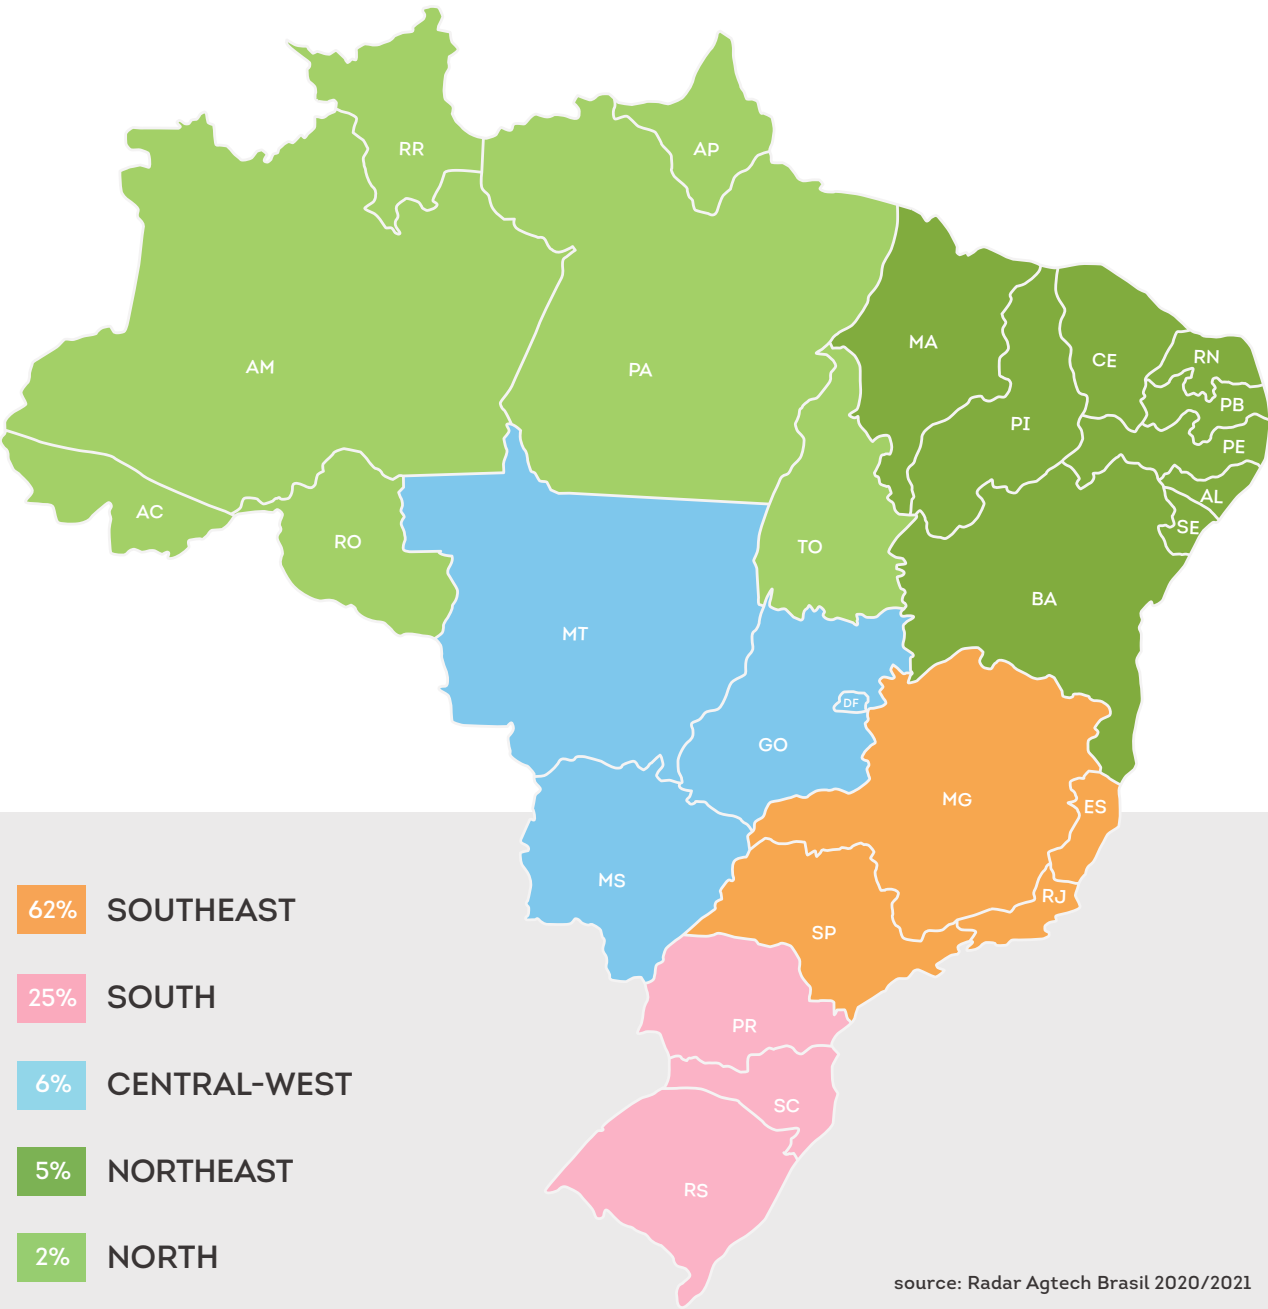 RR
AP
AM
PA
MA
CE
RN
PB
PI
PE
AL
SE
AC
RO
TO
BA
MT
DF
GO
MG
ES
MS
RJ
SP
PR
SC
RS
62% SOUTHEAST
25% SOUTH
6% CENTRAL-WEST
5% NORTHEAST
2% NORTH
source: Radar Agtech Brasil 2020/2021